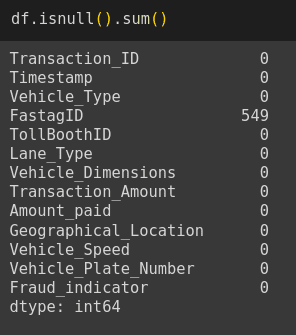 df.isnull().sum()
Transaction_ID 0
Timestamp 0
Vehicle_Type 0
FastagID 549
TollBoothID 0
Lane_Type 0
Vehicle_Dimensions 0
Transaction_Amount 0
Amount_paid 0
Geographical_Location 0
Vehicle_Speed 0
Vehicle_Plate_Number 0
Fraud_indicator 0
dtype: int64